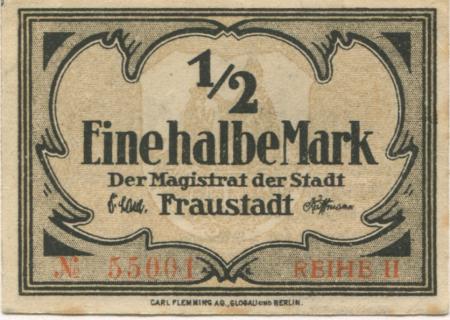 1/2
Eine halbe Mark
Der Magistrat der Stadt
Fraustadt
№ 55001 REIHE II
CARL FLEMMING AG., GLOGAU UND BERLIN.